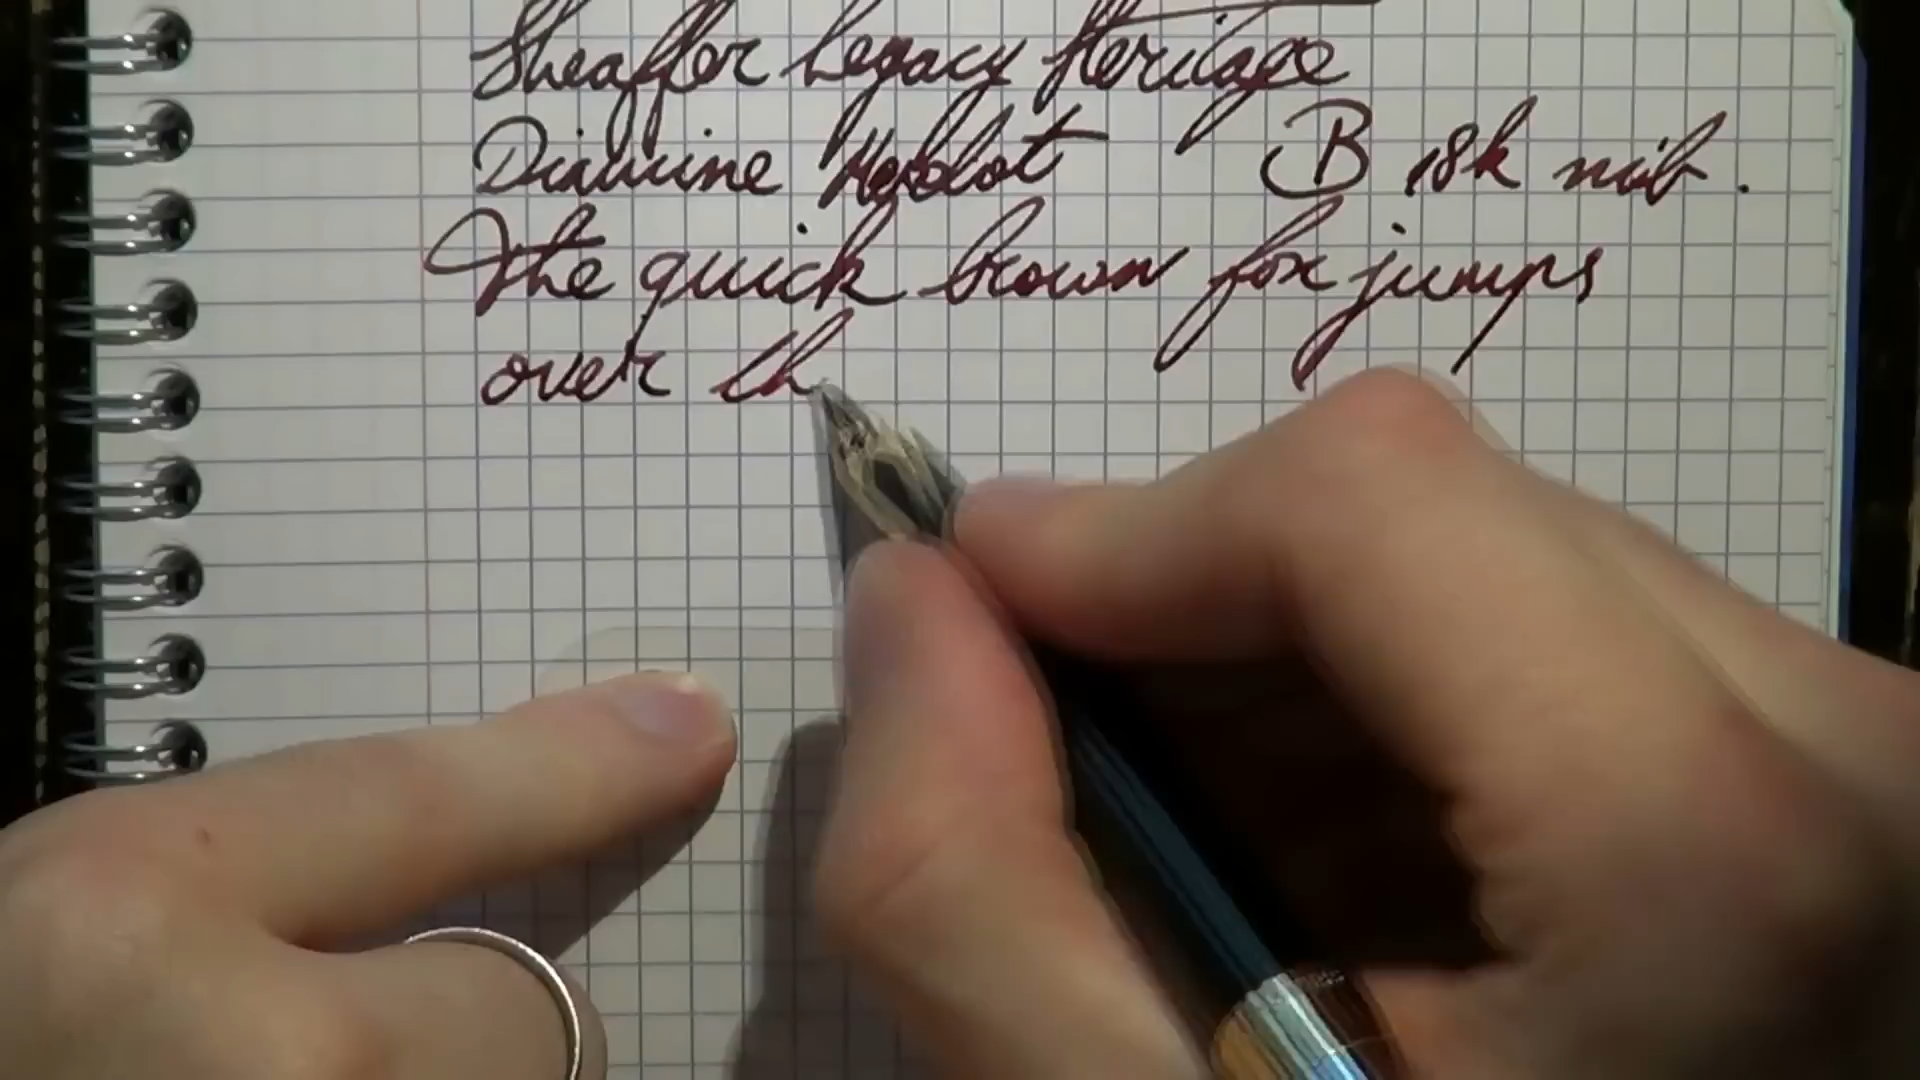 Sheaffer Legacy Heritage
Diamine Merlot B 18k nib.
The quick brown fox jumps
over th